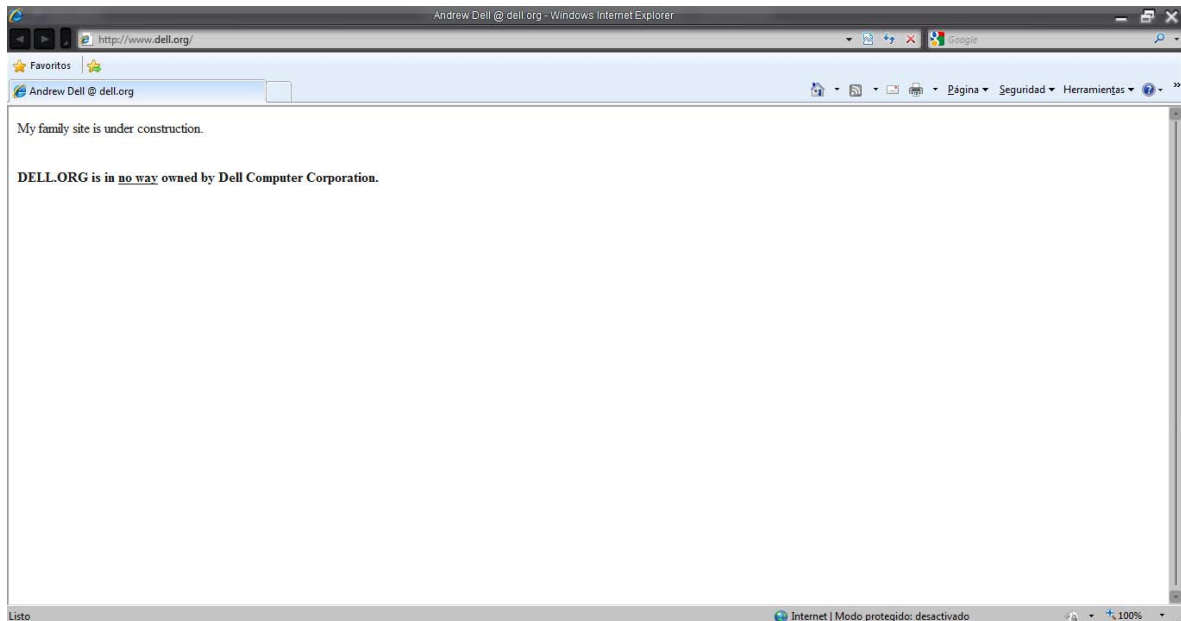 Andrew Dell @ dell.org - Windows Internet Explorer
http://www.dell.org/
Google
Favoritos
Andrew Dell @ dell.org
Página Seguridad Herramientas »
My family site is under construction.
DELL.ORG is in no way owned by Dell Computer Corporation.
Listo
Internet | Modo protegido: desactivado
100%